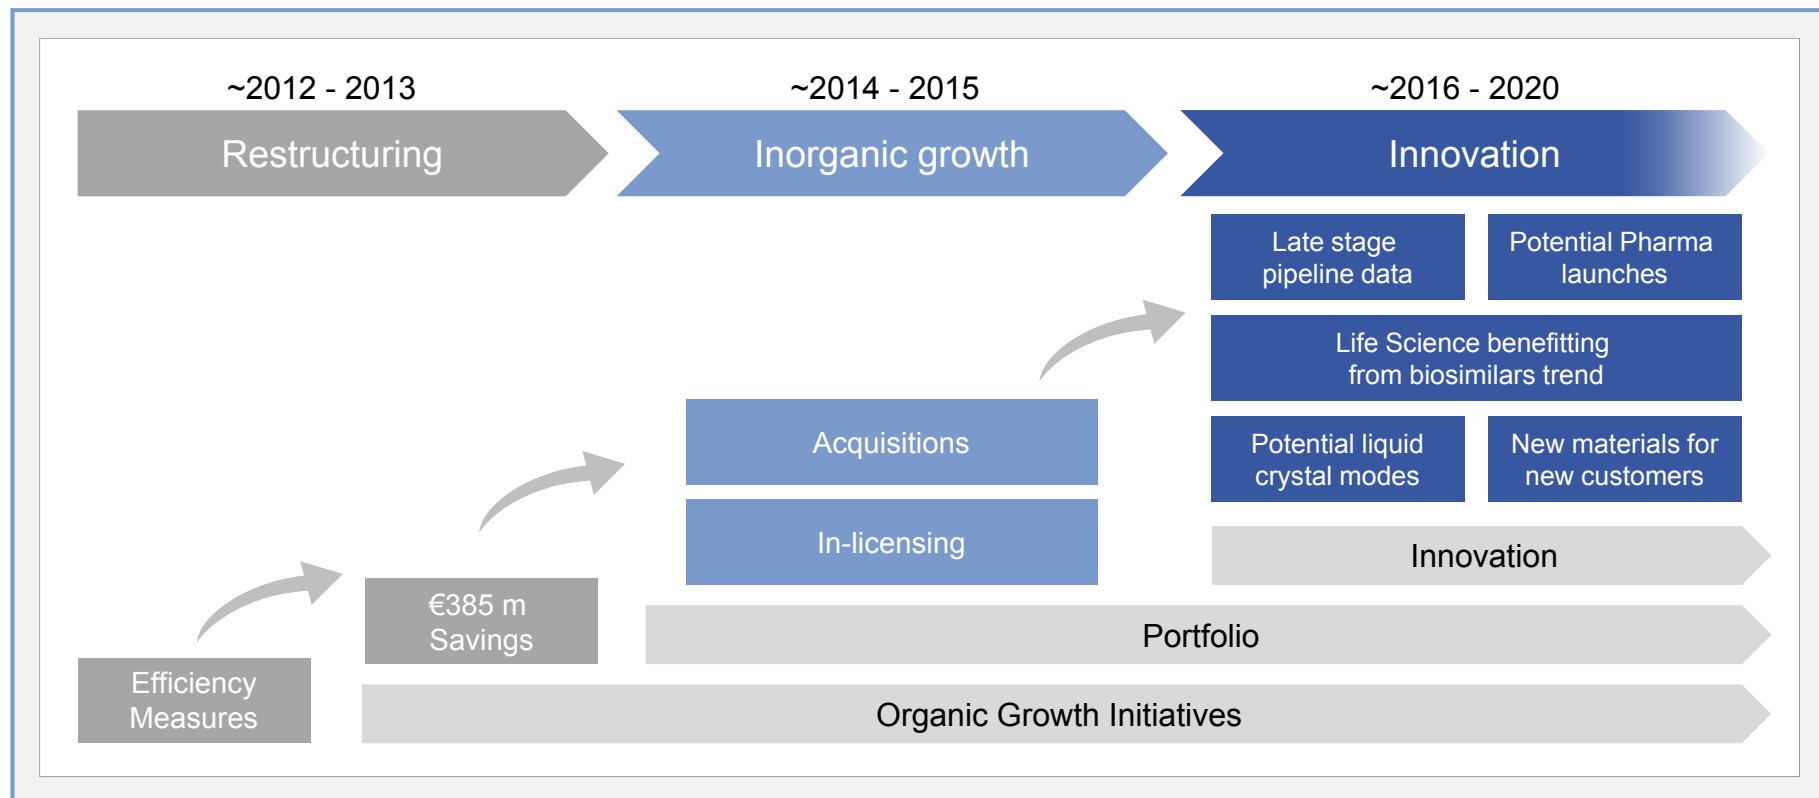 ~2012 - 2013
~2014 - 2015
~2016 - 2020
Restructuring
Inorganic growth
Innovation
Late stage
pipeline data
Potential Pharma
launches
Life Science benefitting
from biosimilars trend
Acquisitions
Potential liquid
crystal modes
New materials for
new customers
In-licensing
Innovation
€385 m
Savings
Portfolio
Efficiency
Measures
Organic Growth Initiatives